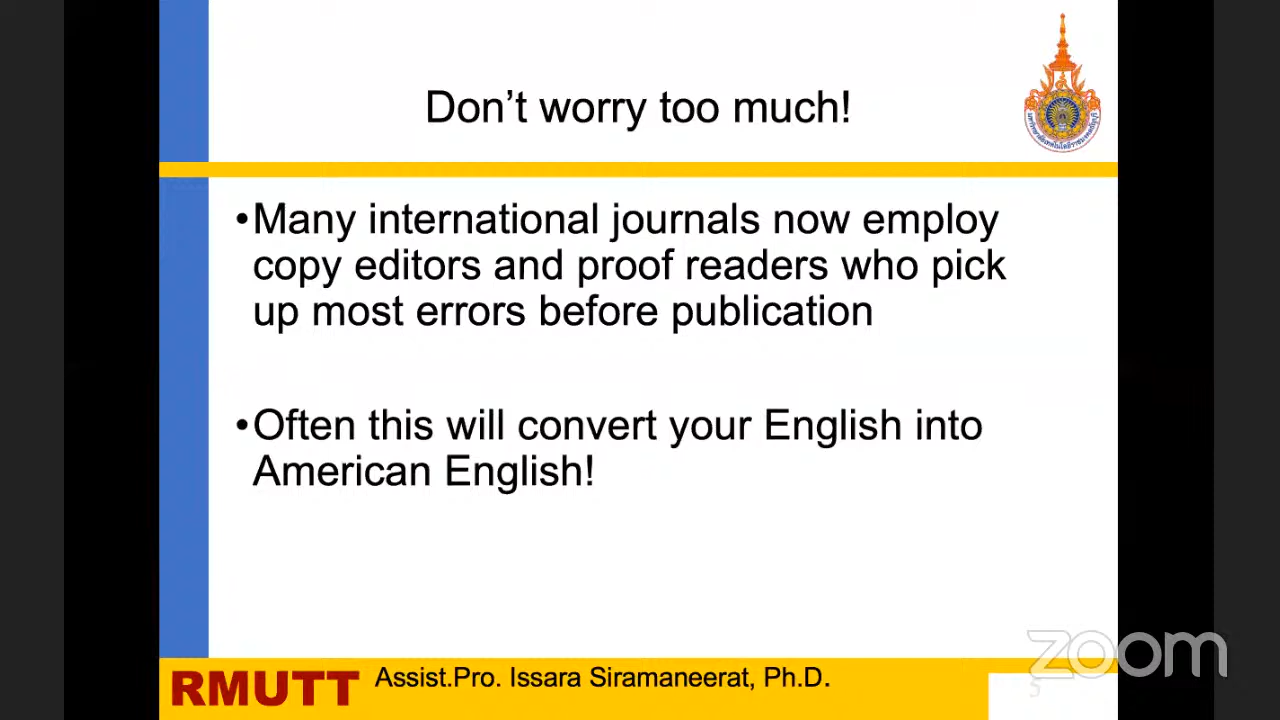 Don't worry too much!
•Many international journals now employ
copy editors and proof readers who pick
up most errors before publication
•Often this will convert your English into
American English!
RMUTT
Assist.Pro. Issara Siramaneerat, Ph.D.
zoom